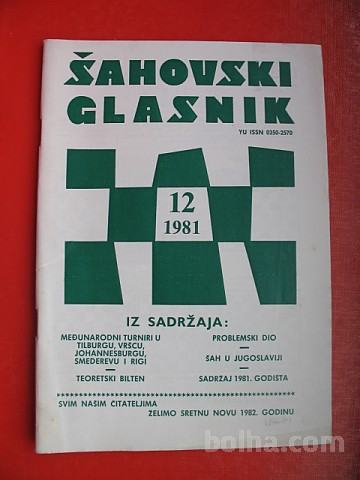 ŠAHOVSKI
GLASNIK
YU ISSN 0350-2570
12
1981
IZ SADRŽAJA:
MEĐUNARODNI TURNIRI U
TILBURGU, VRŠCU,
JOHANNESBURGU,
SMEDEREVU I RIGI
—
TEORETSKI BILTEN
PROBLEMSKI DIO
—
ŠAH U JUGOSLAVIJI
—
SADRŽAJ 1981. GODIŠTA
SVIM NAŠIM ČITATELJIMA
ŽELIMO SRETNU NOVU 1982. GODINU
bolha.com